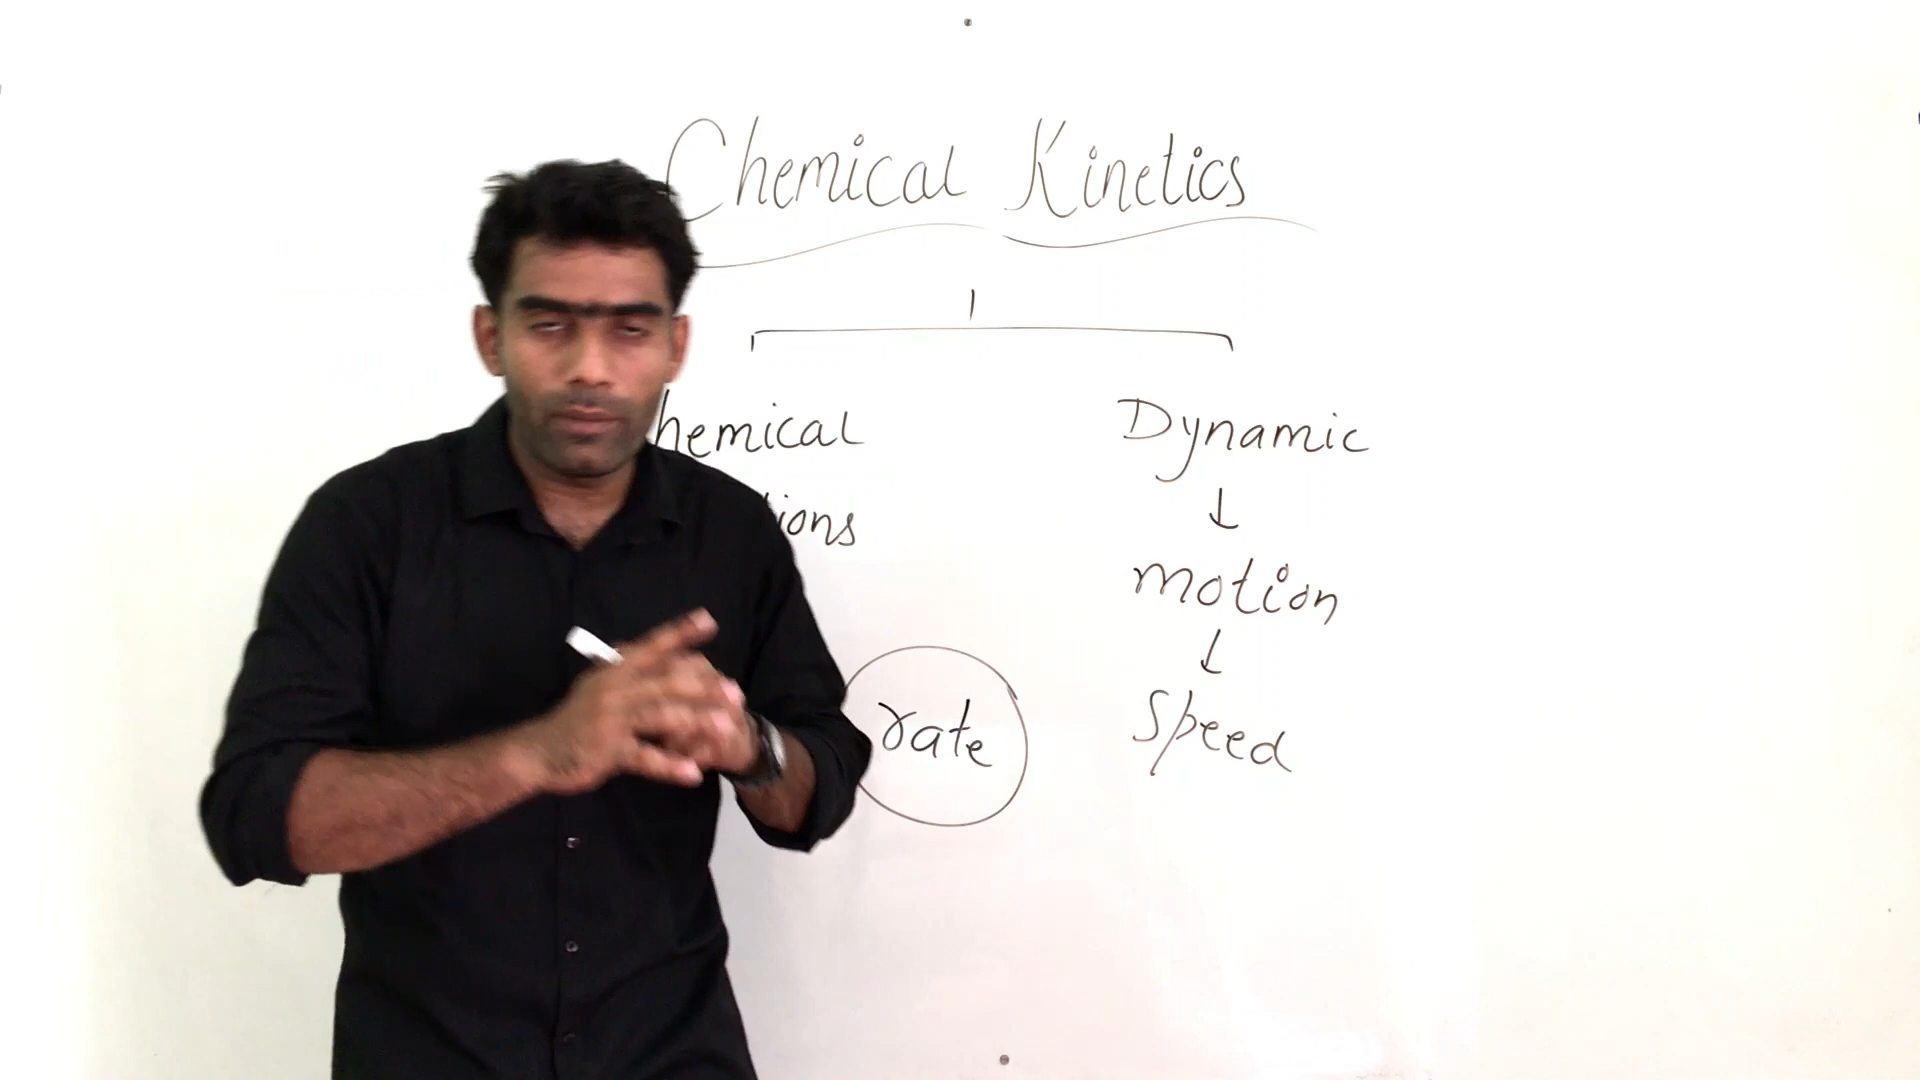 Chemical Kinetics
hemical
ions
Dynamic
↓
motion
↓
Speed
rate